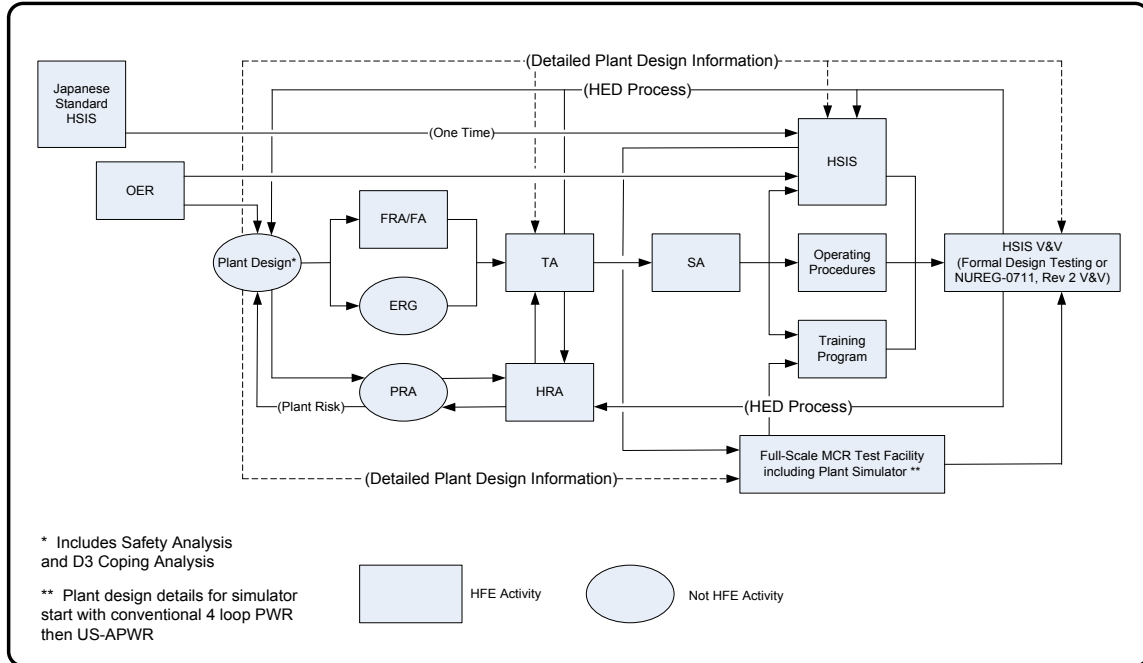 (Detailed Plant Design Information)
(HED Process)
Japanese
Standard
HSIS
(One Time)
HSIS
OER
FRA/FA
Plant Design*
TA
SA
Operating
Procedures
HSIS V&V
(Formal Design Testing or
NUREG-0711, Rev 2 V&V)
ERG
Training
Program
PRA
HRA
(Plant Risk)
(HED Process)
Full-Scale MCR Test Facility
including Plant Simulator **
(Detailed Plant Design Information)
* Includes Safety Analysis
and D3 Coping Analysis
** Plant design details for simulator
start with conventional 4 loop PWR
then US-APWR
HFE Activity
Not HFE Activity